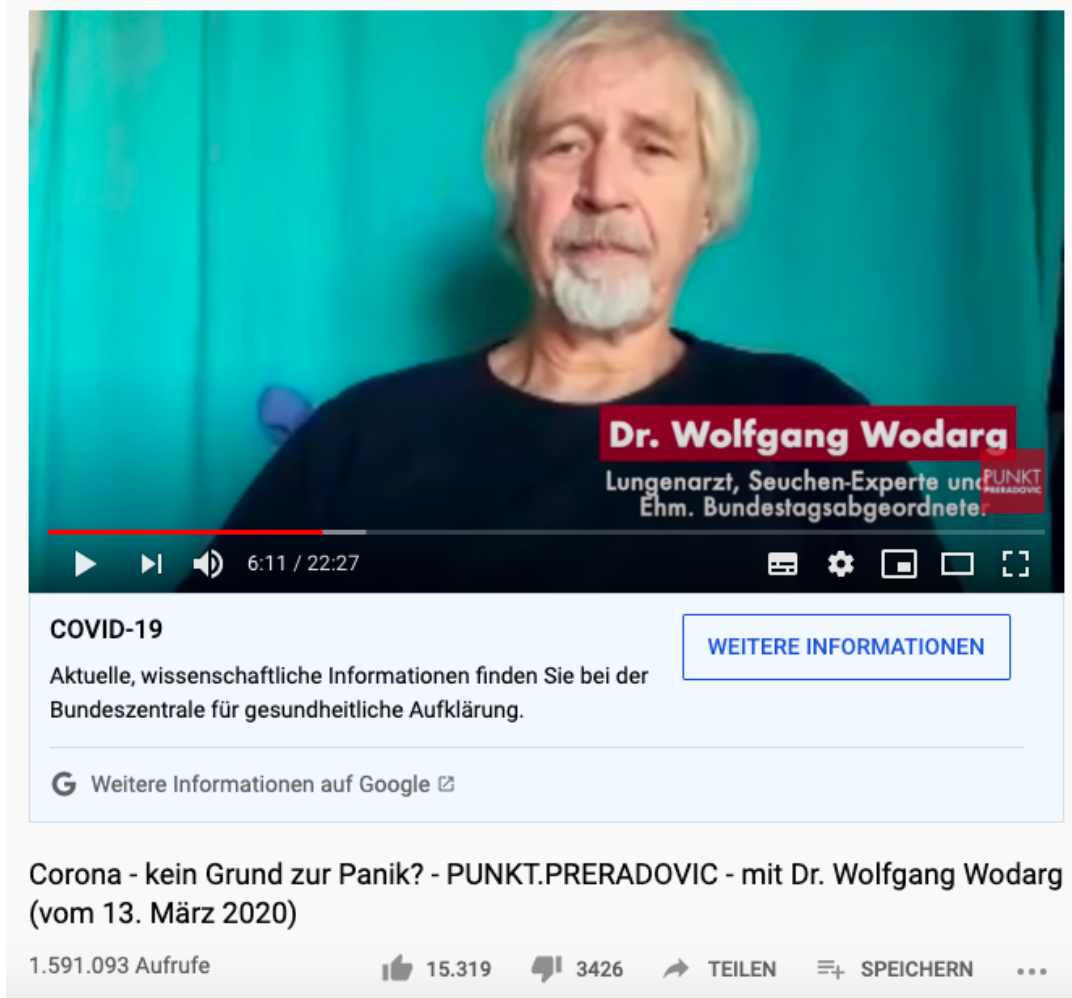 Dr. Wolfgang Wodarg
Lungenarzt, Seuchen-Experte und
Ehm. Bundestagsabgeordneter
PUNKT
PRERADOVIC
6:11 / 22:27
COVID-19
WEITERE INFORMATIONEN
Aktuelle, wissenschaftliche Informationen finden Sie bei der
Bundeszentrale für gesundheitliche Aufklärung.
G Weitere Informationen auf Google
Corona - kein Grund zur Panik? - PUNKT.PRERADOVIC - mit Dr. Wolfgang Wodarg
(vom 13. März 2020)
1.591.093 Aufrufe
15.319
3426
TEILEN
SPEICHERN